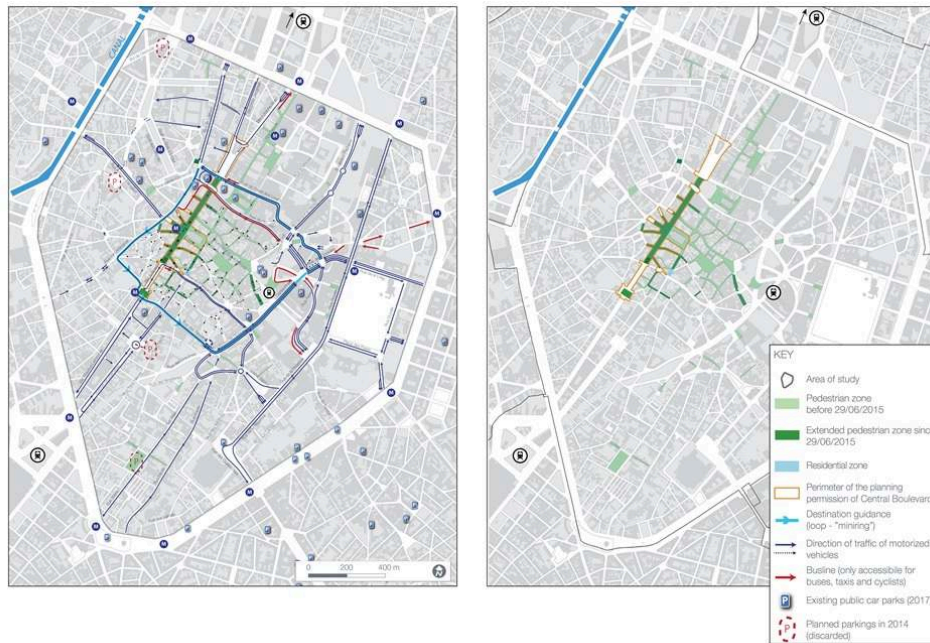 CANAL
P
P
P
P
0 200 400 m.
KEY
Area of study
Pedestrian zone
before 29/06/2015
Extended pedestrian zone sinc
29/06/2015
Residential zone
Perimeter of the planning
permission of Central Boulevard
Destination guidance
(loop - "miniring")
Direction of traffic of motorized
vehicles
Busline (only accessibile for
buses, taxis and cyclists)
Existing public car parks (2017
Planned parkings in 2014
(discarded)